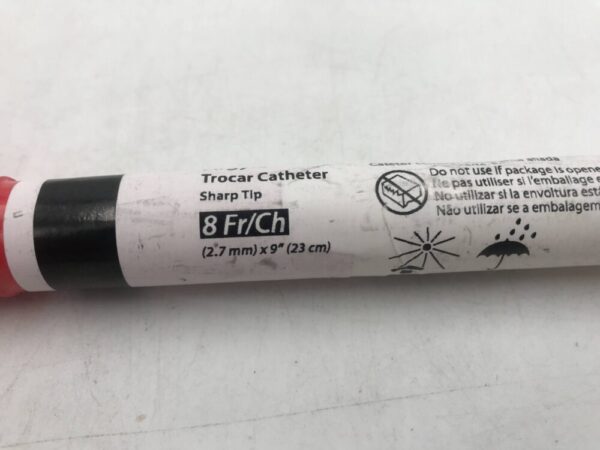 Trocar Catheter
Sharp Tip
8 Fr/Ch
(2.7 mm) x 9" (23 cm)
Do not use if package is opene
Ne pas utiliser si l'emballage e
No utilizar si la envoltura está
Não utilizar se a embalagem